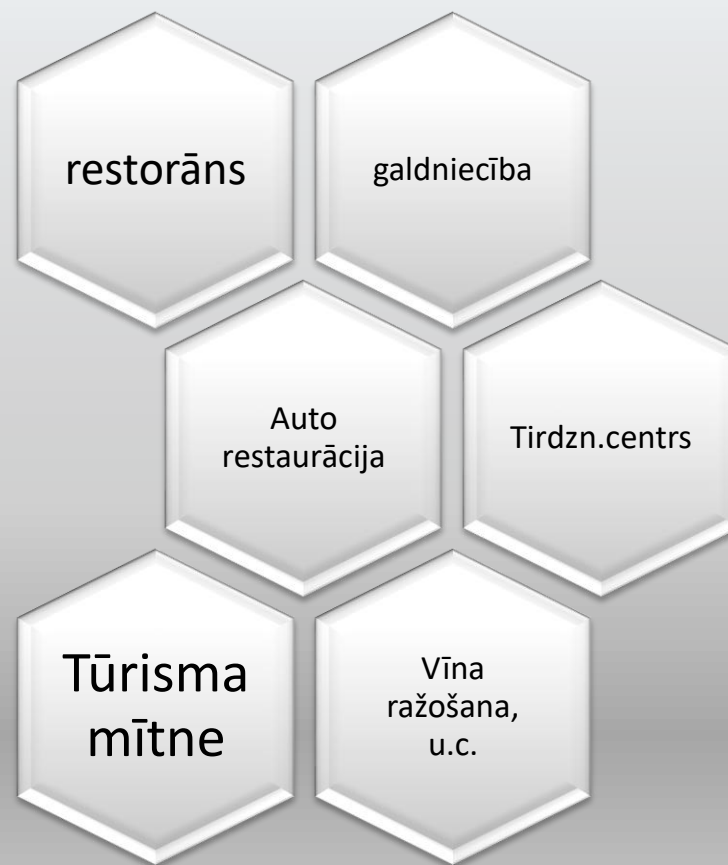 restorāns
galdniecība
Auto
restaurācija
Tirdzn.centrs
Tūrisma
mītne
Vīna
ražošana,
u.c.